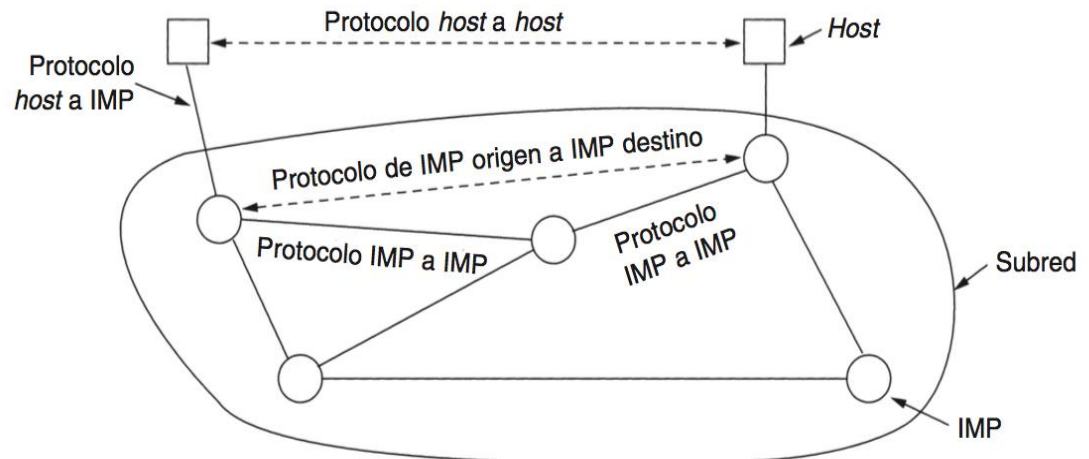 Protocolo host a host
Host
Protocolo
host a IMP
Protocolo de IMP origen a IMP destino
Protocolo
IMP a IMP
Protocolo IMP a IMP
Subred
IMP